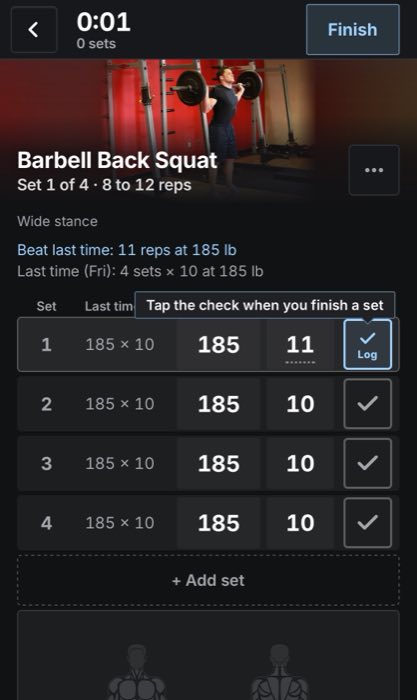 0:01
0 sets
Finish
Barbell Back Squat
Set 1 of 4 · 8 to 12 reps
Wide stance
Beat last time: 11 reps at 185 lb
Last time (Fri): 4 sets × 10 at 185 lb
Set Last tim
Tap the check when you finish a set
1 185 × 10 185 11 Log
2 185 × 10 185 10
3 185 × 10 185 10
4 185 × 10 185 10
+ Add set